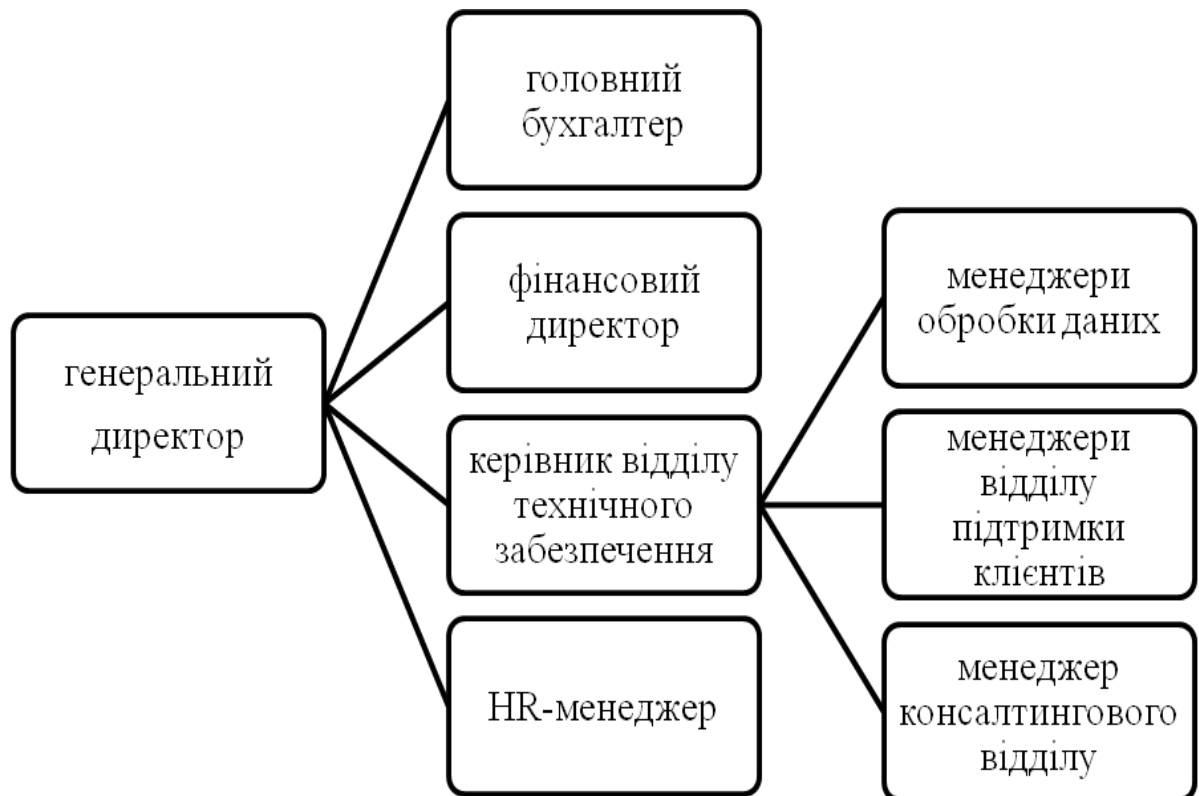 генеральний
директор
головний
бухгалтер
фінансовий
директор
керівник відділу
технічного
забезпечення
HR-менеджер
менеджери
обробки даних
менеджери
відділу
підтримки
клієнтів
менеджер
консалтингового
відділу